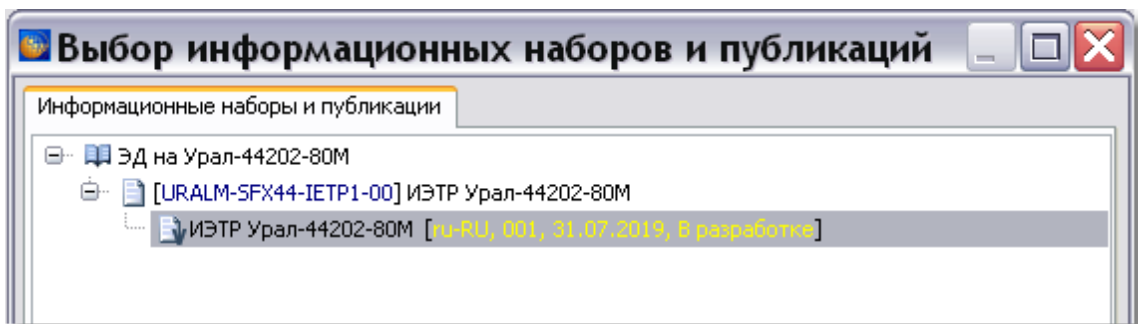 Выбор информационных наборов и публикаций
Информационные наборы и публикации
ЭД на Урал-44202-80М
[URALM-SFX44-IETP1-00] ИЭТР Урал-44202-80М
ИЭТР Урал-44202-80М [ru-RU, 001, 31.07.2019, В разработке]